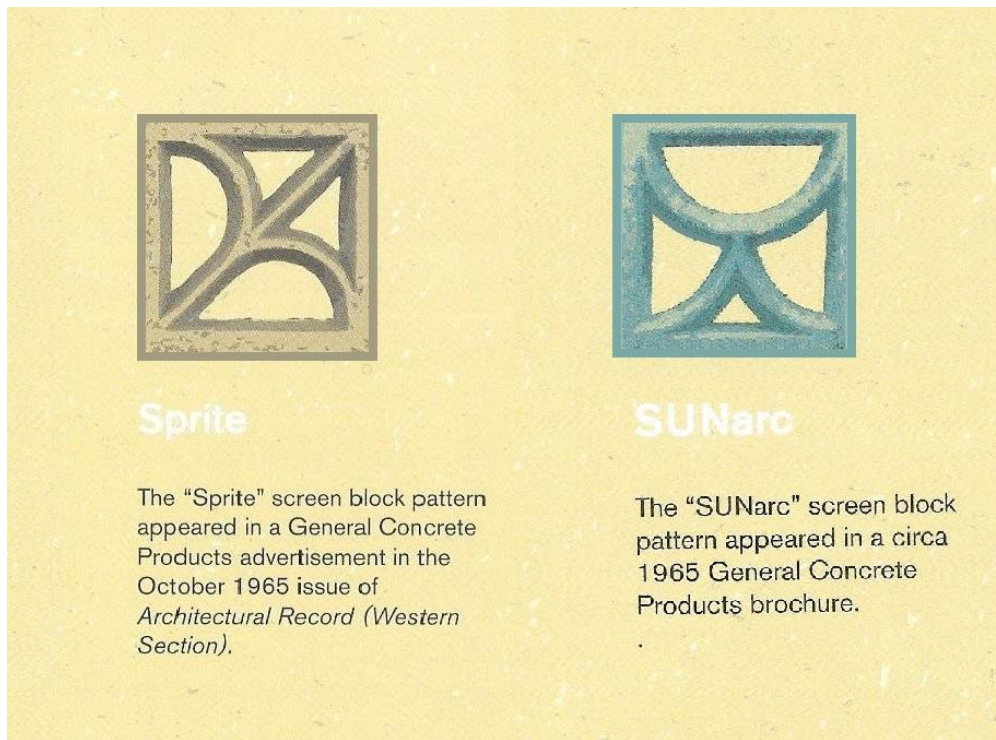 Sprite
The “Sprite” screen block pattern
appeared in a General Concrete
Products advertisement in the
October 1965 issue of
Architectural Record (Western
Section).
SUNarc
The “SUNarc” screen block
pattern appeared in a circa
1965 General Concrete
Products brochure.
.